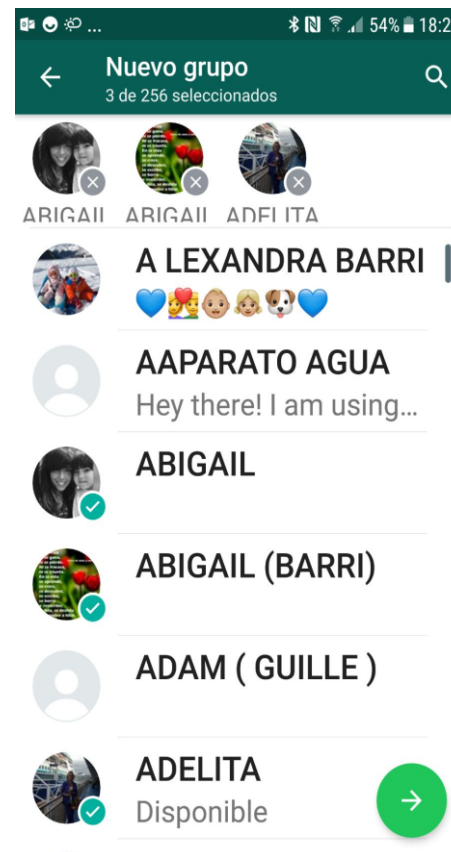 ... 54% 18:2
Nuevo grupo
3 de 256 seleccionados
ABIGAIL ABIGAIL ADELITA
A LEXANDRA BARRI
💙💑👶🏼👧🏼🐶💙
AAPARATO AGUA
Hey there! I am using...
ABIGAIL
ABIGAIL (BARRI)
ADAM ( GUILLE )
ADELITA
Disponible